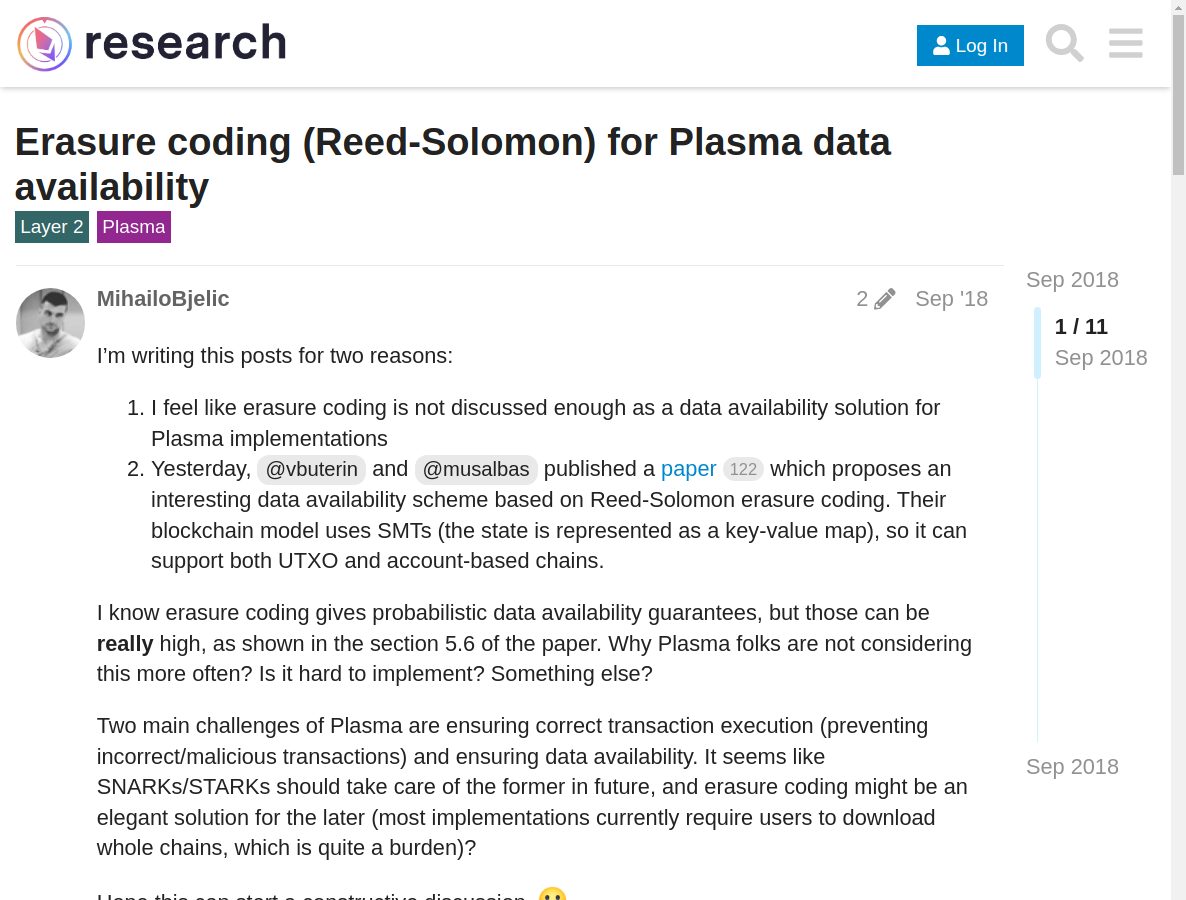 research
Log In
Erasure coding (Reed-Solomon) for Plasma data
availability
Layer 2 Plasma
MihailoBjelic 2 Sep '18
Sep 2018
1 / 11
Sep 2018
I’m writing this posts for two reasons:
1. I feel like erasure coding is not discussed enough as a data availability solution for
Plasma implementations
2. Yesterday, @vbuterin and @musalbas published a paper 122 which proposes an
interesting data availability scheme based on Reed-Solomon erasure coding. Their
blockchain model uses SMTs (the state is represented as a key-value map), so it can
support both UTXO and account-based chains.
I know erasure coding gives probabilistic data availability guarantees, but those can be
really high, as shown in the section 5.6 of the paper. Why Plasma folks are not considering
this more often? Is it hard to implement? Something else?
Two main challenges of Plasma are ensuring correct transaction execution (preventing
incorrect/malicious transactions) and ensuring data availability. It seems like
SNARKs/STARKs should take care of the former in future, and erasure coding might be an
elegant solution for the later (most implementations currently require users to download
whole chains, which is quite a burden)?
Sep 2018
Hope this can start a constructive discussion.